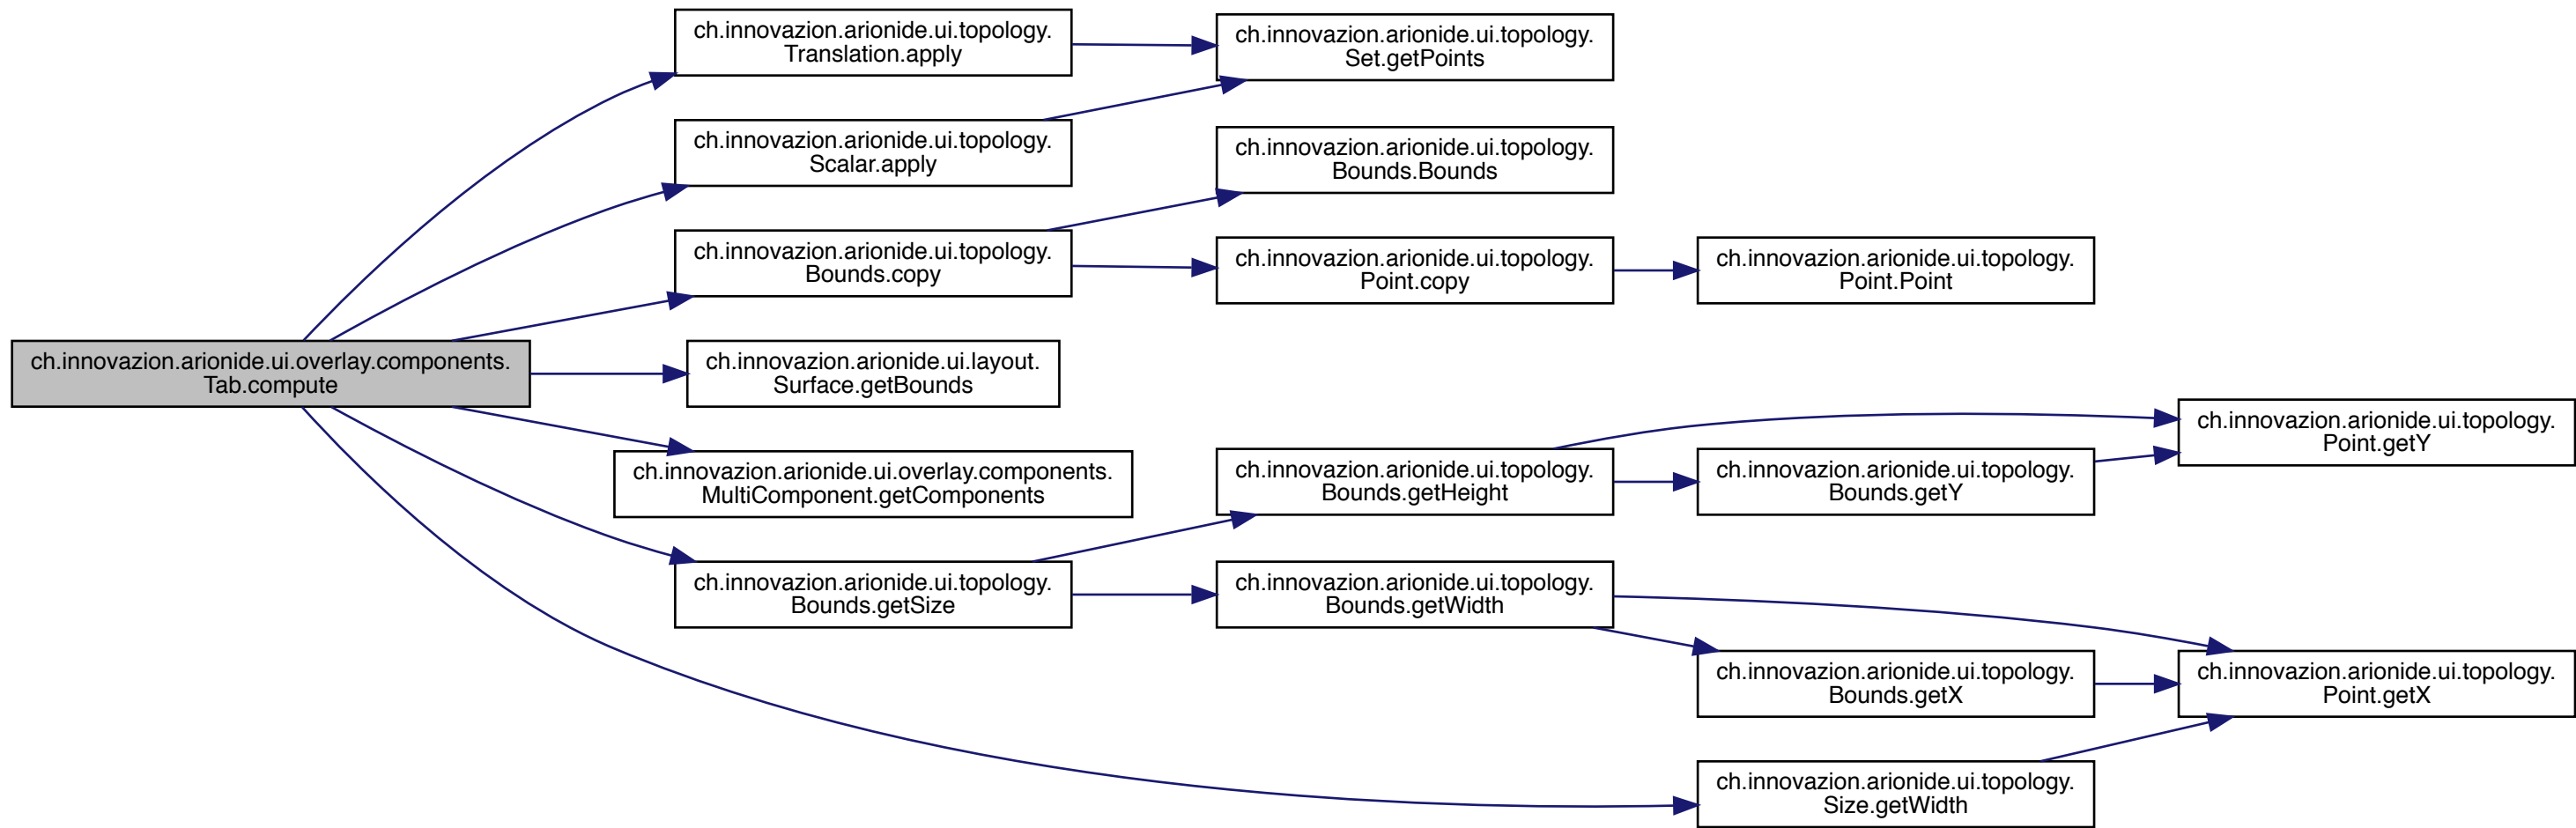 ch.innovazion.arionide.ui.overlay.components.
Tab.compute
ch.innovazion.arionide.ui.topology.
Translation.apply
ch.innovazion.arionide.ui.topology.
Scalar.apply
ch.innovazion.arionide.ui.topology.
Bounds.copy
ch.innovazion.arionide.ui.layout.
Surface.getBounds
ch.innovazion.arionide.ui.overlay.components.
MultiComponent.getComponents
ch.innovazion.arionide.ui.topology.
Bounds.getSize
ch.innovazion.arionide.ui.topology.
Set.getPoints
ch.innovazion.arionide.ui.topology.
Bounds.Bounds
ch.innovazion.arionide.ui.topology.
Point.copy
ch.innovazion.arionide.ui.topology.
Bounds.getHeight
ch.innovazion.arionide.ui.topology.
Bounds.getWidth
ch.innovazion.arionide.ui.topology.
Point.Point
ch.innovazion.arionide.ui.topology.
Bounds.getY
ch.innovazion.arionide.ui.topology.
Bounds.getX
ch.innovazion.arionide.ui.topology.
Size.getWidth
ch.innovazion.arionide.ui.topology.
Point.getY
ch.innovazion.arionide.ui.topology.
Point.getX